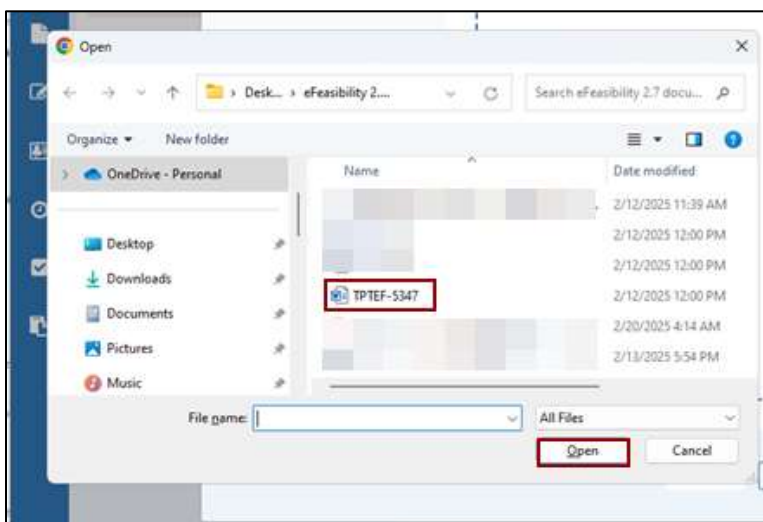 Open
Desk... › eFeasibility 2....
Search eFeasibility 2.7 docu...
Organize
New folder
OneDrive - Personal
Name
Date modified
2/12/2025 11:39 AM
Desktop
2/12/2025 12:00 PM
2/12/2025 12:00 PM
Downloads
TPTEF-5347
2/12/2025 12:00 PM
Documents
2/20/2025 4:14 AM
Pictures
2/13/2025 5:54 PM
Music
File name:
All Files
Open
Cancel